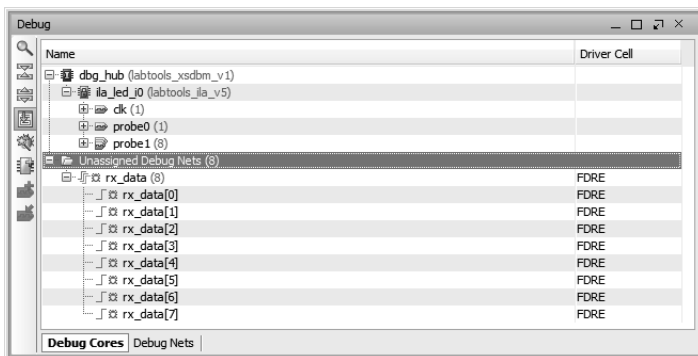 Debug
Name Driver Cell
dbg_hub (labtools_xsdbm_v1)
ila_led_i0 (labtools_ila_v5)
clk (1)
probe0 (1)
probe1 (8)
Unassigned Debug Nets (8)
rx_data (8) FDRE
rx_data[0] FDRE
rx_data[1] FDRE
rx_data[2] FDRE
rx_data[3] FDRE
rx_data[4] FDRE
rx_data[5] FDRE
rx_data[6] FDRE
rx_data[7] FDRE
Debug Cores Debug Nets